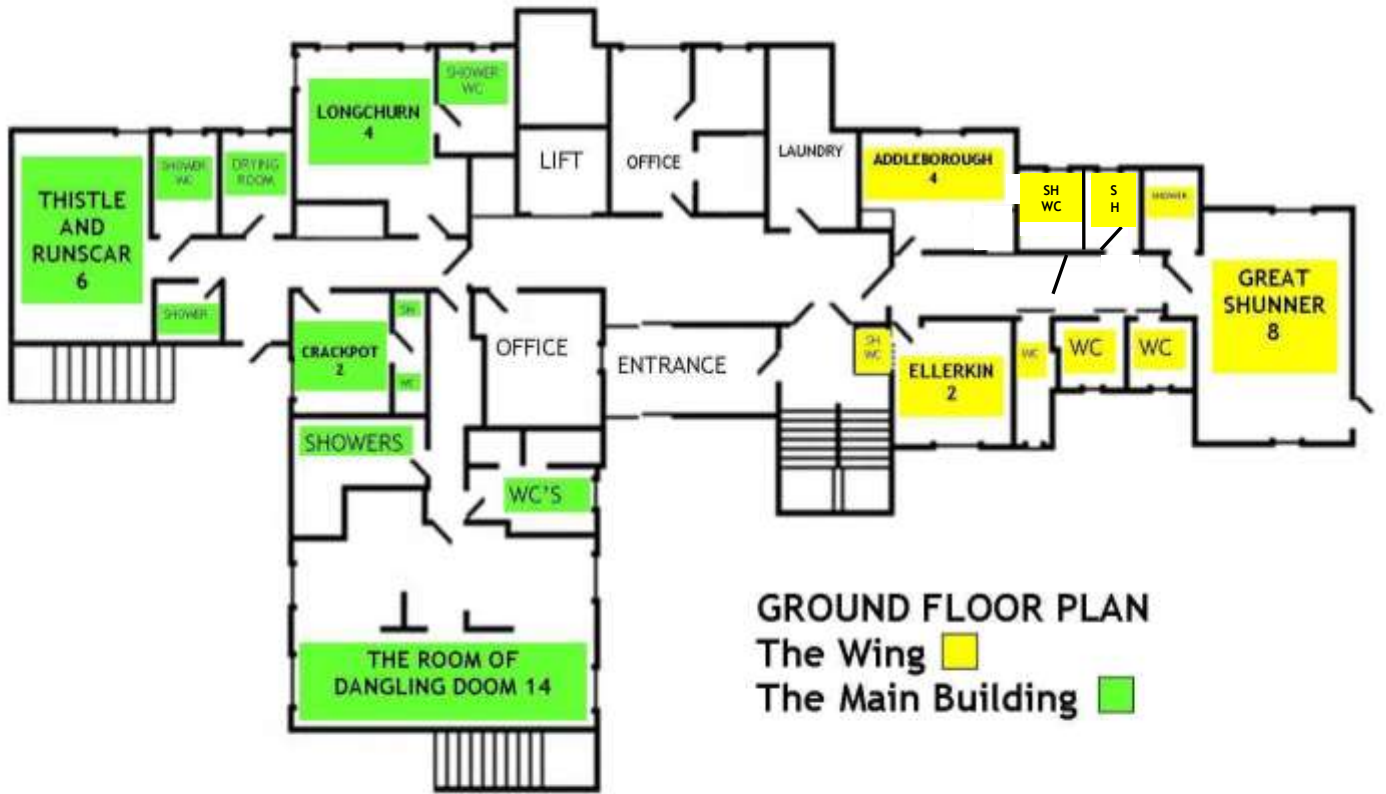 SHOWER
WC
LONGCHURN
4
SHOWER
WC
DRYING
ROOM
THISTLE
AND
RUNSCAR
6
SHOWER
LIFT
OFFICE
LAUNDRY
ADDLEBOROUGH
4
SH
WC
S
H
SHOWER
GREAT
SHUNNER
8
CRACKPOT
2
SH
WC
OFFICE
ENTRANCE
SH
WC
ELLERKIN
2
WC
WC
WC
SHOWERS
WC'S
THE ROOM OF
DANGLING DOOM 14
GROUND FLOOR PLAN
The Wing
The Main Building